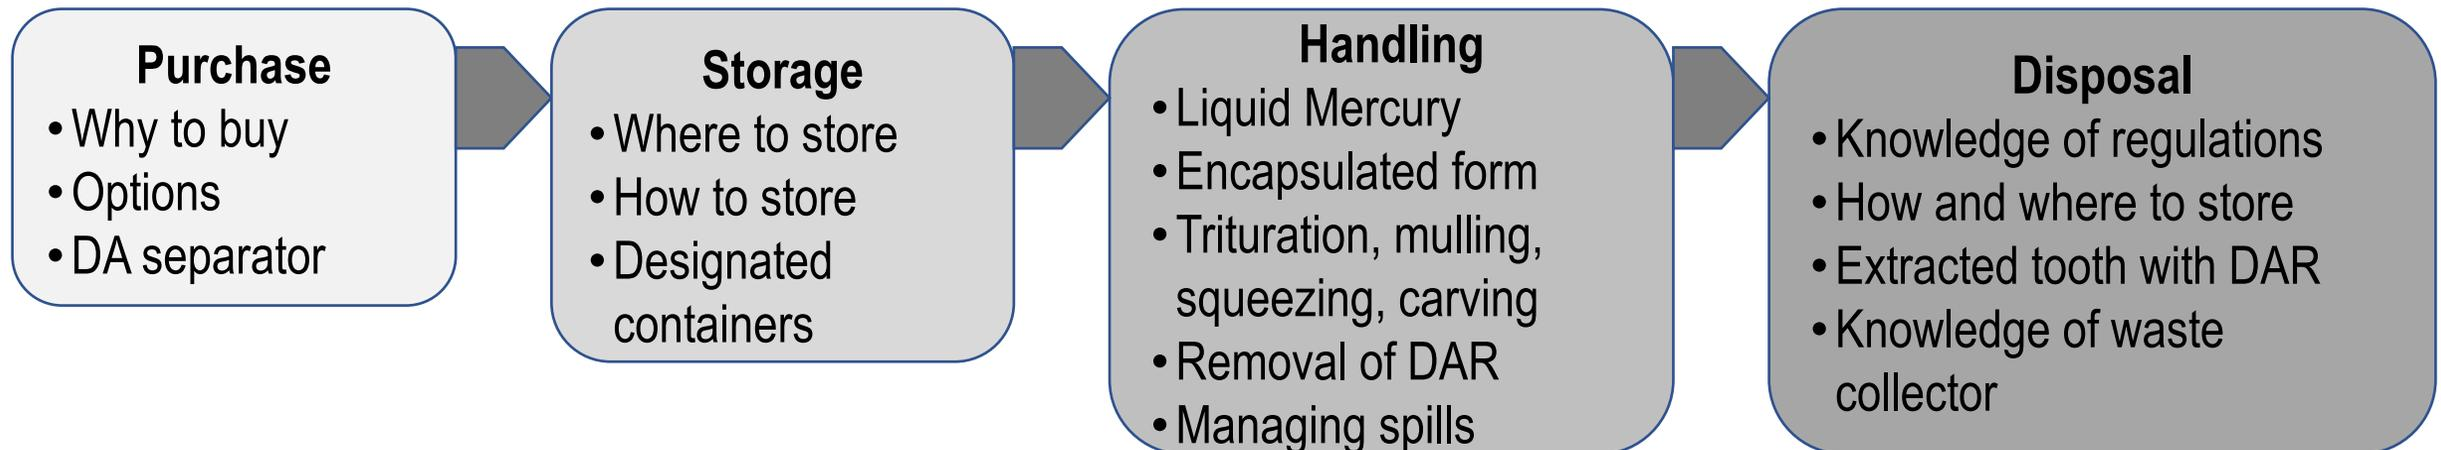 Purchase
•Why to buy
•Options
•DA separator
Storage
•Where to store
•How to store
•Designated
containers
Handling
•Liquid Mercury
•Encapsulated form
•Trituration, mulling,
squeezing, carving
•Removal of DAR
•Managing spills
Disposal
•Knowledge of regulations
•How and where to store
•Extracted tooth with DAR
•Knowledge of waste
collector